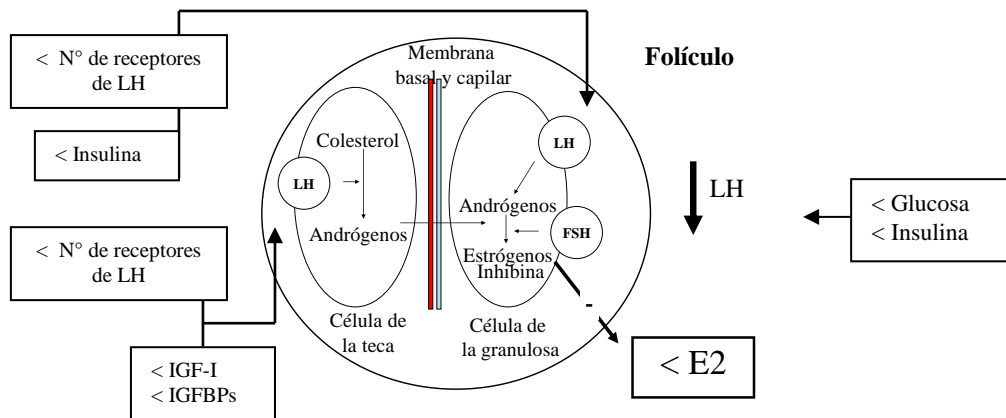 < N° de receptores
de LH
< Insulina
< N° de receptores
de LH
< IGF-I
< IGFBPs
Membrana
basal y capilar
Folículo
Colesterol
LH
Andrógenos
Célula de
la teca
LH
Andrógenos
FSH
Estrógenos
Inhibina
Célula de
la granulosa
-
< E2
LH
< Glucosa
< Insulina